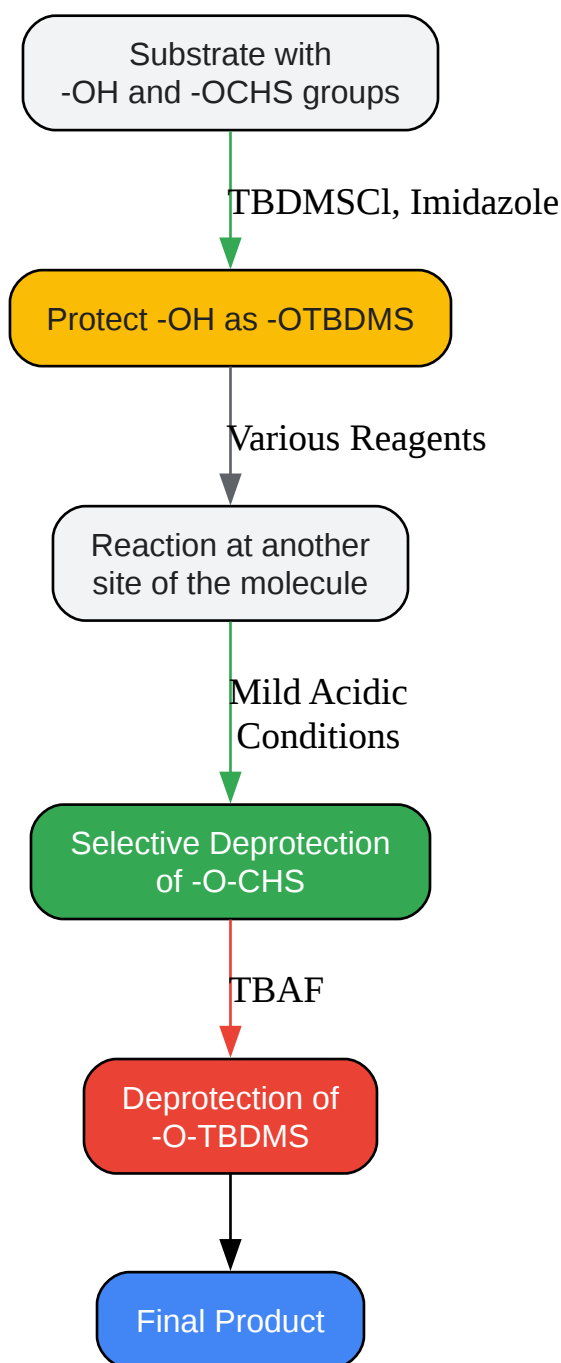 Substrate with
-OH and -OCHS groups
TBDMSCl, Imidazole
Protect -OH as -OTBDMS
Various Reagents
Reaction at another
site of the molecule
Mild Acidic
Conditions
Selective Deprotection
of -O-CHS
TBAF
Deprotection of
-O-TBDMS
Final Product